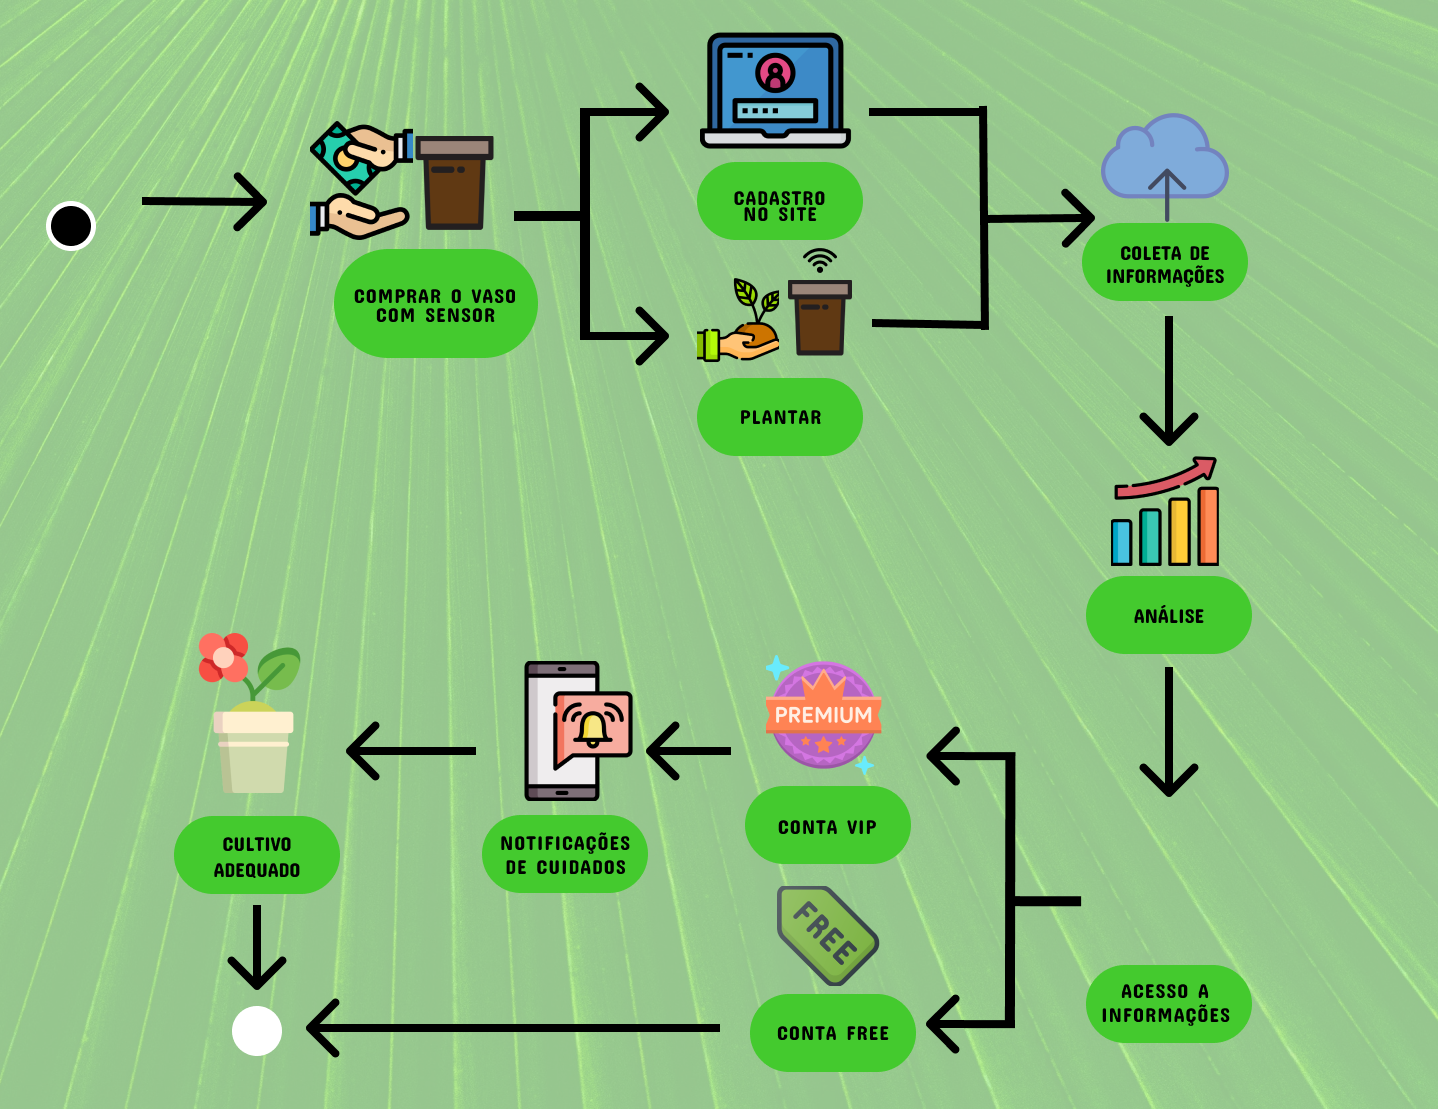 COMPRAR O VASO
COM SENSOR
CADASTRO
NO SITE
PLANTAR
COLETA DE
INFORMAÇÕES
ANÁLISE
ACESSO A
INFORMAÇÕES
PREMIUM
CONTA VIP
FREE
CONTA FREE
NOTIFICAÇÕES
DE CUIDADOS
CULTIVO
ADEQUADO